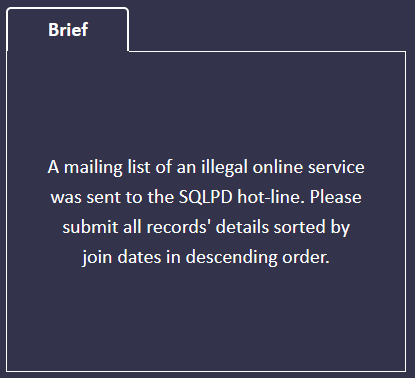 Brief
A mailing list of an illegal online service
was sent to the SQLPD hot-line. Please
submit all records' details sorted by
join dates in descending order.